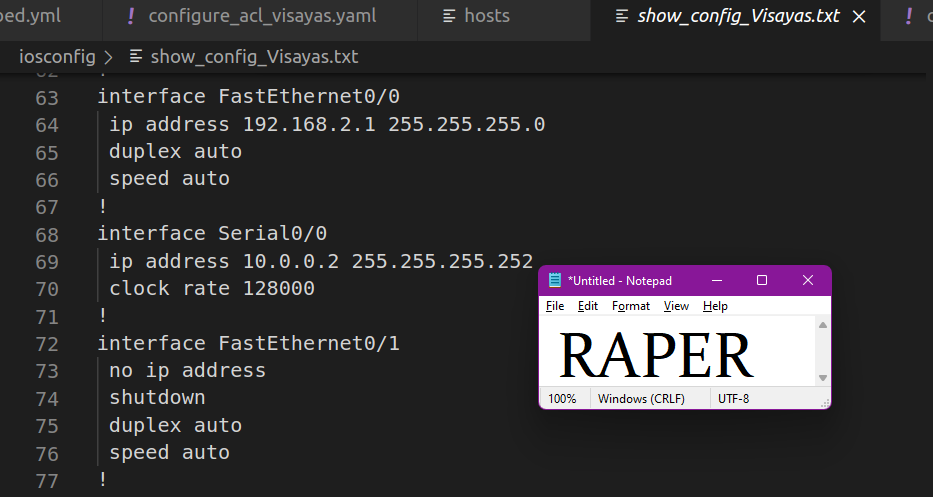 ped.yml ! configure_acl_visayas.yaml hosts show_config_Visayas.txt !
iosconfig > show_config_Visayas.txt
62 !
63 interface FastEthernet0/0
64 ip address 192.168.2.1 255.255.255.0
65 duplex auto
66 speed auto
67 !
68 interface Serial0/0
69 ip address 10.0.0.2 255.255.255.252
70 clock rate 128000
71 !
72 interface FastEthernet0/1
73 no ip address
74 shutdown
75 duplex auto
76 speed auto
77 !
*Untitled - Notepad
File Edit Format View Help
RAPER
100% Windows (CRLF) UTF-8